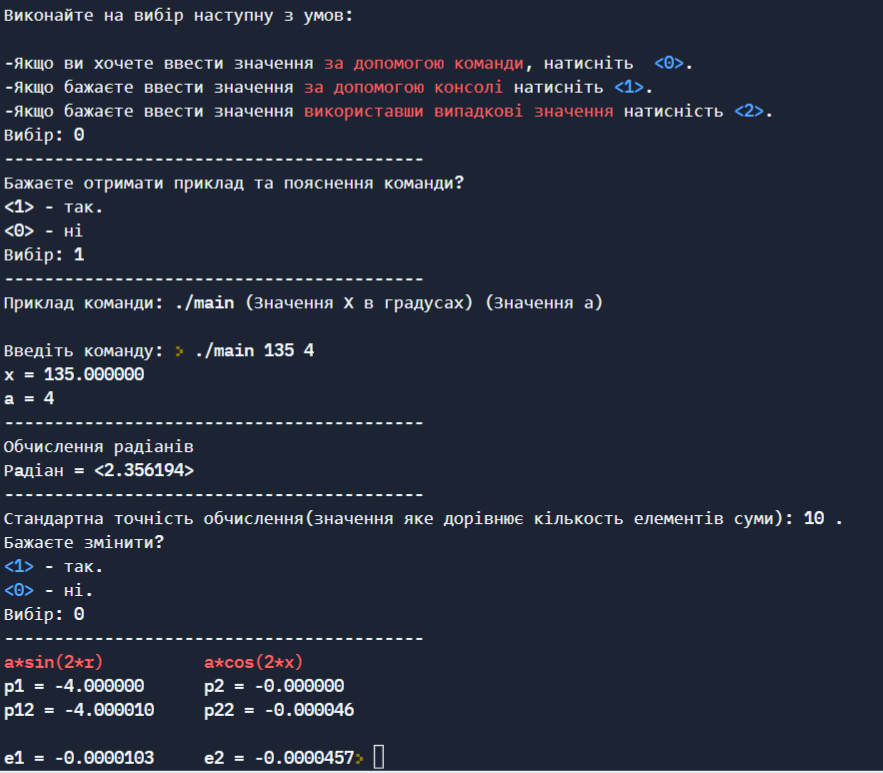 Виконайте на вибір наступну з умов:
-Якщо ви хочете ввести значення за допомогою команди, натисніть <0>.
-Якщо бажаєте ввести значення за допомогою консолі натисніть <1>.
-Якщо бажаєте ввести значення використавши випадкові значення натисність <2>.
Вибір: 0
------------------------------------------
Бажаєте отримати приклад та пояснення команди?
<1> - так.
<0> - ні
Вибір: 1
------------------------------------------
Приклад команди: ./main (Значення X в градусах) (Значення a)
Введіть команду: > ./main 135 4
x = 135.000000
a = 4
------------------------------------------
Обчислення радіанів
Радіан = <2.356194>
------------------------------------------
Стандартна точність обчислення(значення яке дорівнює кількость елементів суми): 10 .
Бажаєте змінити?
<1> - так.
<0> - ні.
Вибір: 0
------------------------------------------
a*sin(2*r) a*cos(2*x)
p1 = -4.000000 p2 = -0.000000
p12 = -4.000010 p22 = -0.000046
e1 = -0.0000103 e2 = -0.0000457>